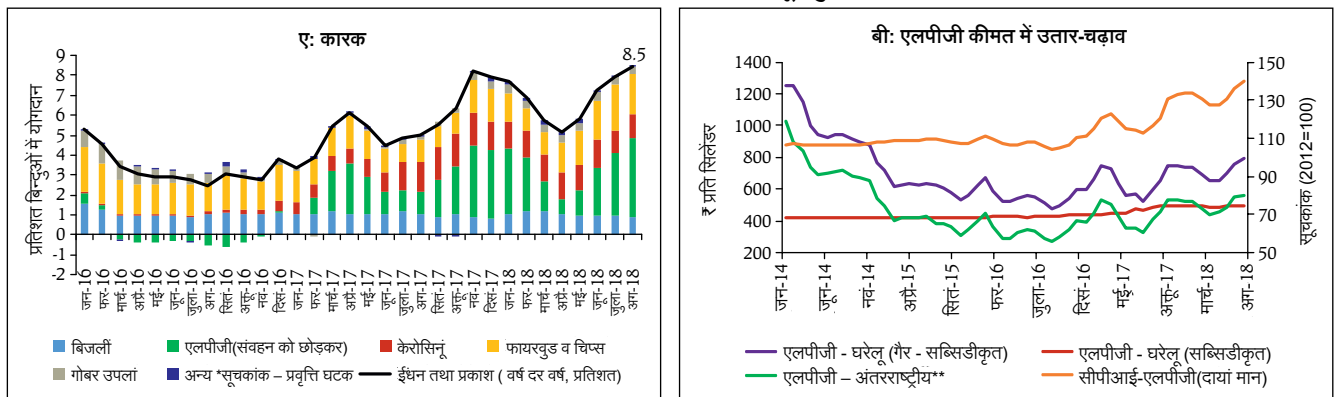 ए: कारक
प्रतिशत बिन्दुओं में योगदान
9
8
7
6
5
4
3
2
1
0
-1
-2
8.5
जन-16
फर-16
मार्च-16
अप्रै-16
मई-16
जून-16
जुला-16
अग-16
सितं-16
अक्तू-16
नवं-16
दिसं-16
जन-17
फर-17
मार्च-17
अप्रै-17
मई-17
जून-17
जुला-17
अग-17
सितं-17
अक्तू-17
नवं-17
दिसं-17
जन-18
फर-18
मार्च-18
अप्रै-18
मई-18
जून-18
जुला-18
अग-18
बिजली
एलपीजी(संवहन को छोड़कर)
केरोसिनूं
फायरवुड व चिप्स
गोबर उपलां
अन्य *सूचकांक – प्रवृत्ति घटक
ईंधन तथा प्रकाश ( वर्ष दर वर्ष, प्रतिशत)
बी: एलपीजी कीमत में उतार-चढ़ाव
₹ प्रति सिलेंडर
1400
1200
1000
800
600
400
200
150
130
110
90
70
50
सूचकांक (2012=100)
जन-14
जून-14
नवं-14
अप्रै-15
सितं-15
फर-16
जुला-16
दिसं-16
मई-17
अक्तू-17
मार्च-18
अग-18
एलपीजी - घरेलू (गैर - सब्सिडीकृत)
एलपीजी - घरेलू (सब्सिडीकृत)
एलपीजी – अंतरराष्ट्रीय**
सीपीआई-एलपीजी(दायां मान)